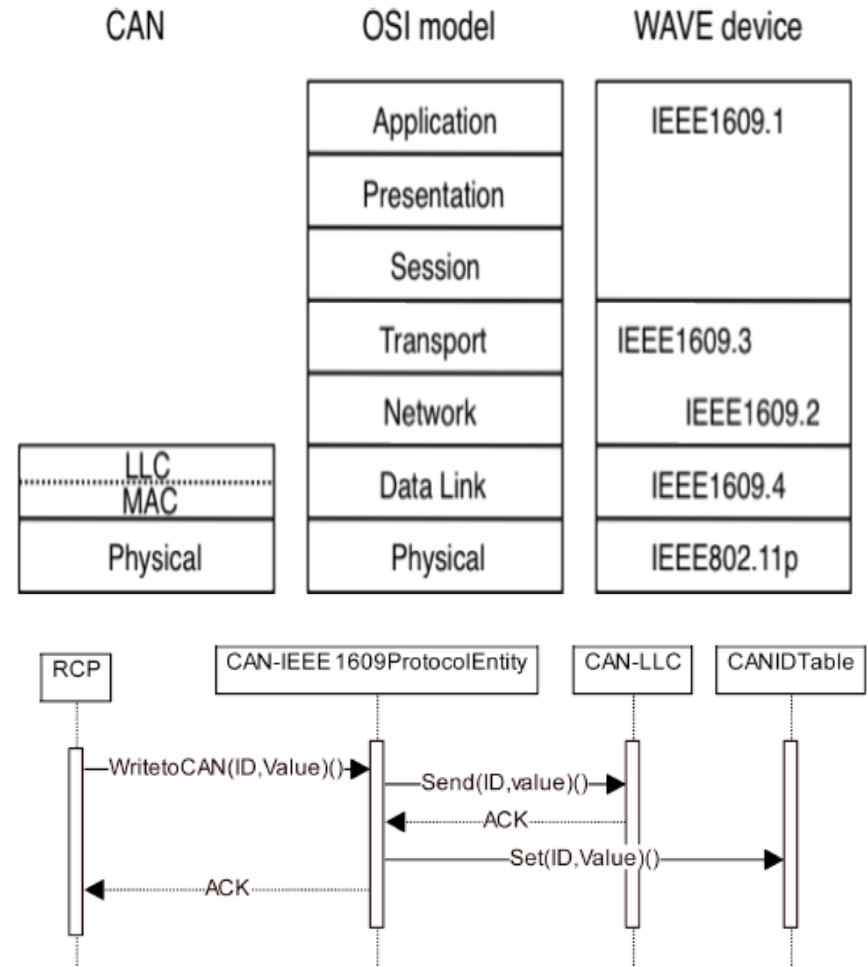 CAN OSI model WAVE device
Application IEEE1609.1
Presentation
Session
Transport IEEE1609.3
Network IEEE1609.2
LLC
MAC Data Link IEEE1609.4
Physical Physical IEEE802.11p
RCP CAN-IEEE 1609ProtocolEntity CAN-LLC CANIDTable
WritetoCAN(ID,Value)()
Send(ID,value)()
ACK
Set(ID,Value)()
ACK